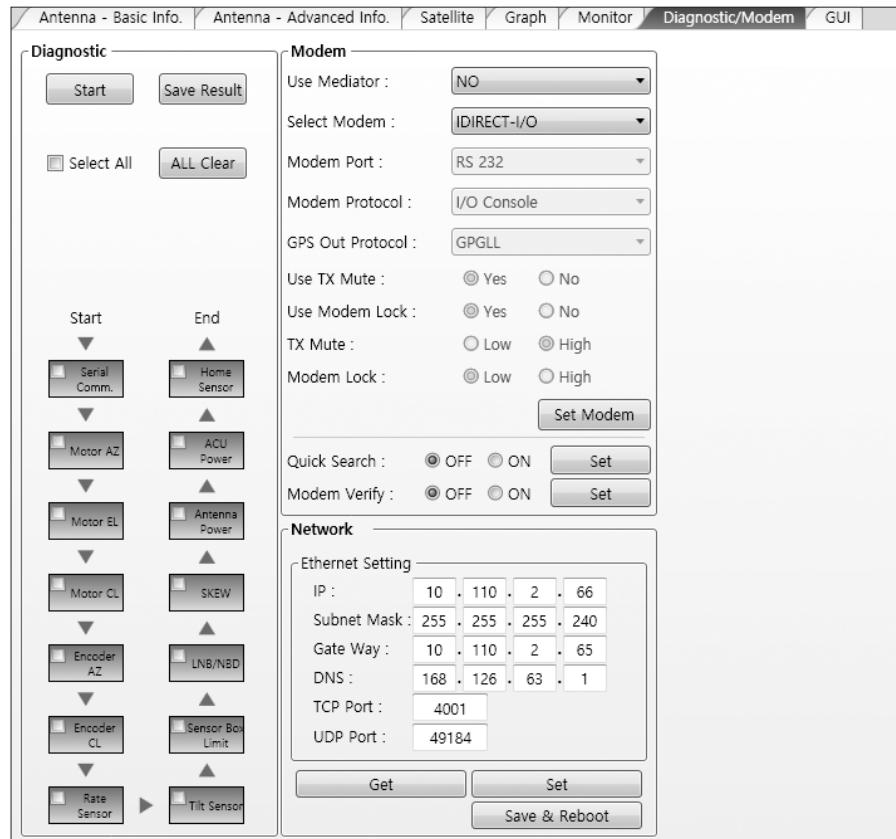 Antenna - Basic Info.
Antenna - Advanced Info.
Satellite
Graph
Monitor
Diagnostic/Modem
GUI
Diagnostic
Start
Save Result
Select All
ALL Clear
Start
End
Serial
Comm.
Motor AZ
Motor EL
Motor CL
Encoder
AZ
Encoder
CL
Rate
Sensor
Tilt Sensor
Sensor Box
Limit
LNB/NBD
SKEW
Antenna
Power
ACU
Power
Home
Sensor
Modem
Use Mediator : NO
Select Modem : IDIRECT-I/O
Modem Port : RS 232
Modem Protocol : I/O Console
GPS Out Protocol : GPGLL
Use TX Mute : Yes No
Use Modem Lock : Yes No
TX Mute : Low High
Modem Lock : Low High
Set Modem
Quick Search : OFF ON Set
Modem Verify : OFF ON Set
Network
Ethernet Setting
IP : 10 . 110 . 2 . 66
Subnet Mask : 255 . 255 . 255 . 240
Gate Way : 10 . 110 . 2 . 65
DNS : 168 . 126 . 63 . 1
TCP Port : 4001
UDP Port : 49184
Get
Set
Save & Reboot